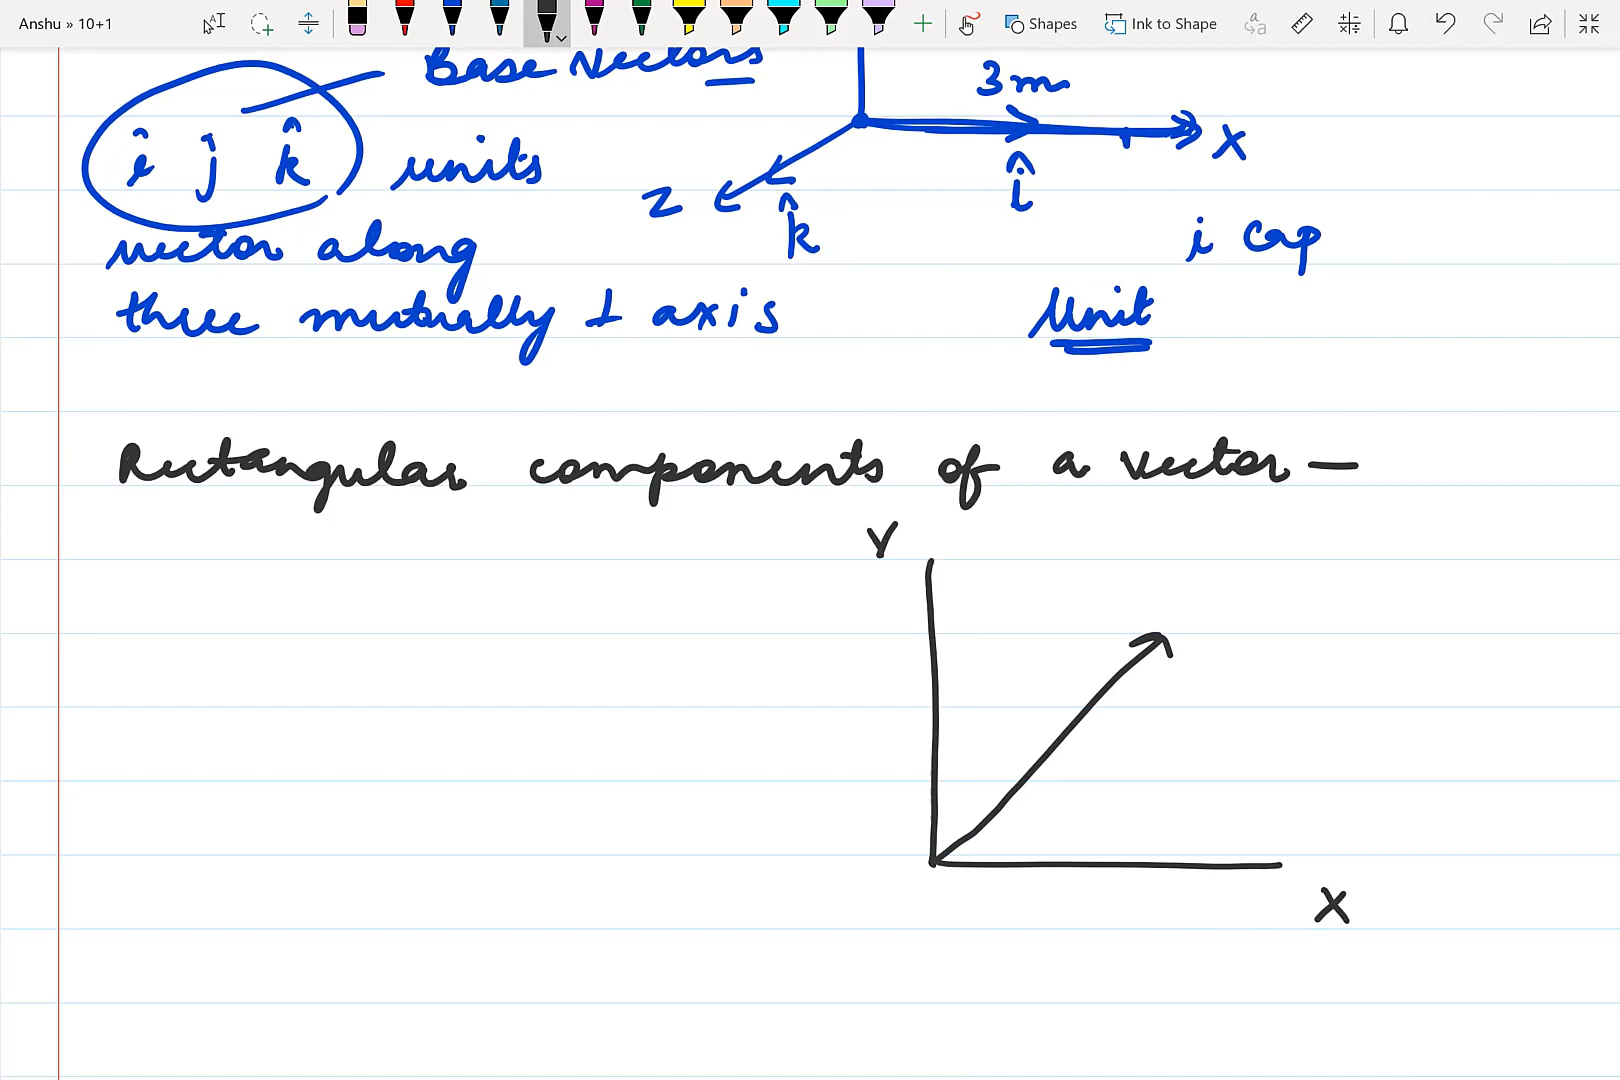 Anshu » 10+1
Shapes
Ink to Shape
Base Vectors
3m
î j k̂ units
X
Z
î
k̂
vector along
i cap
three mutually ⊥ axis
Unit
Rectangular components of a vector —
Y
X